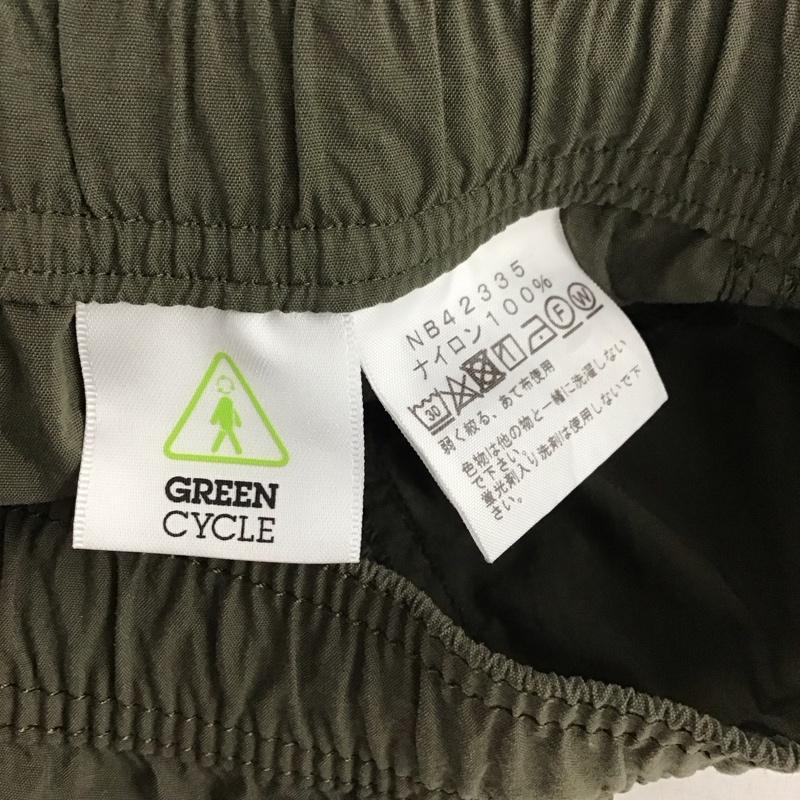 GREEN
CYCLE
NB42335
ナイロン100%
30
F
W
弱く絞る、あて布使用
色物は他の物と一緒に洗濯しない
で下さい。
蛍光剤入り洗剤は使用しないで下
さい。